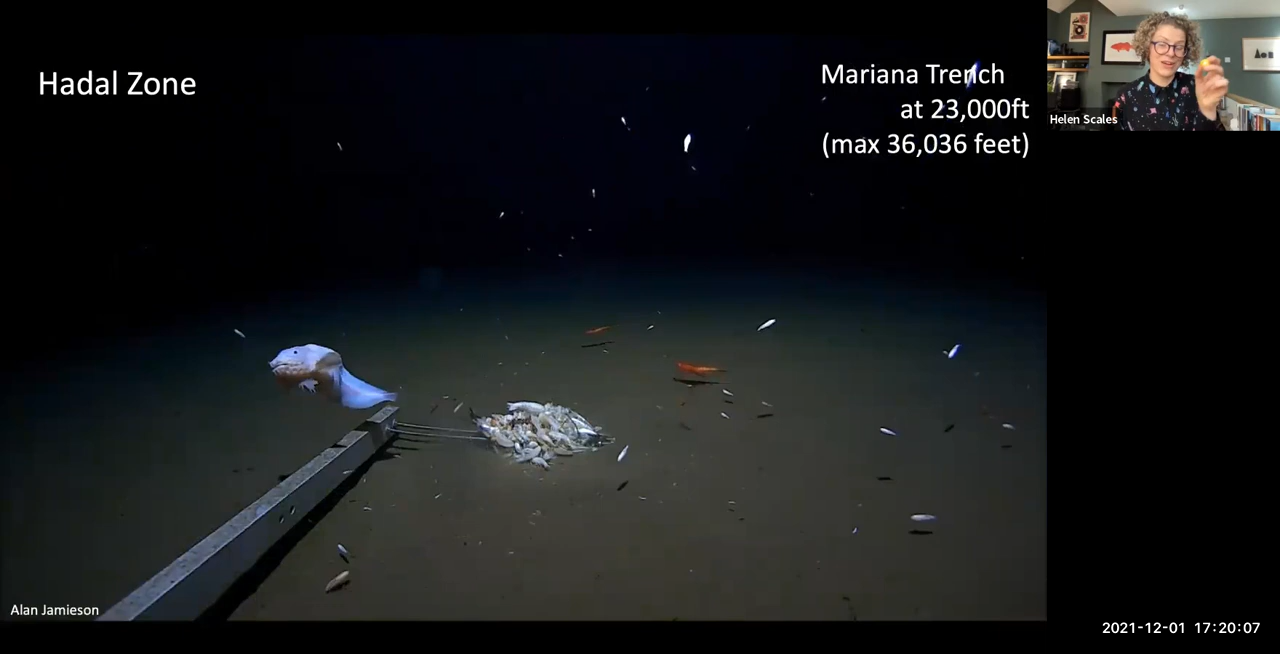 Hadal Zone
Mariana Trench
at 23,000ft
(max 36,036 feet)
Helen Scales
Alan Jamieson
2021-12-01 17:20:07